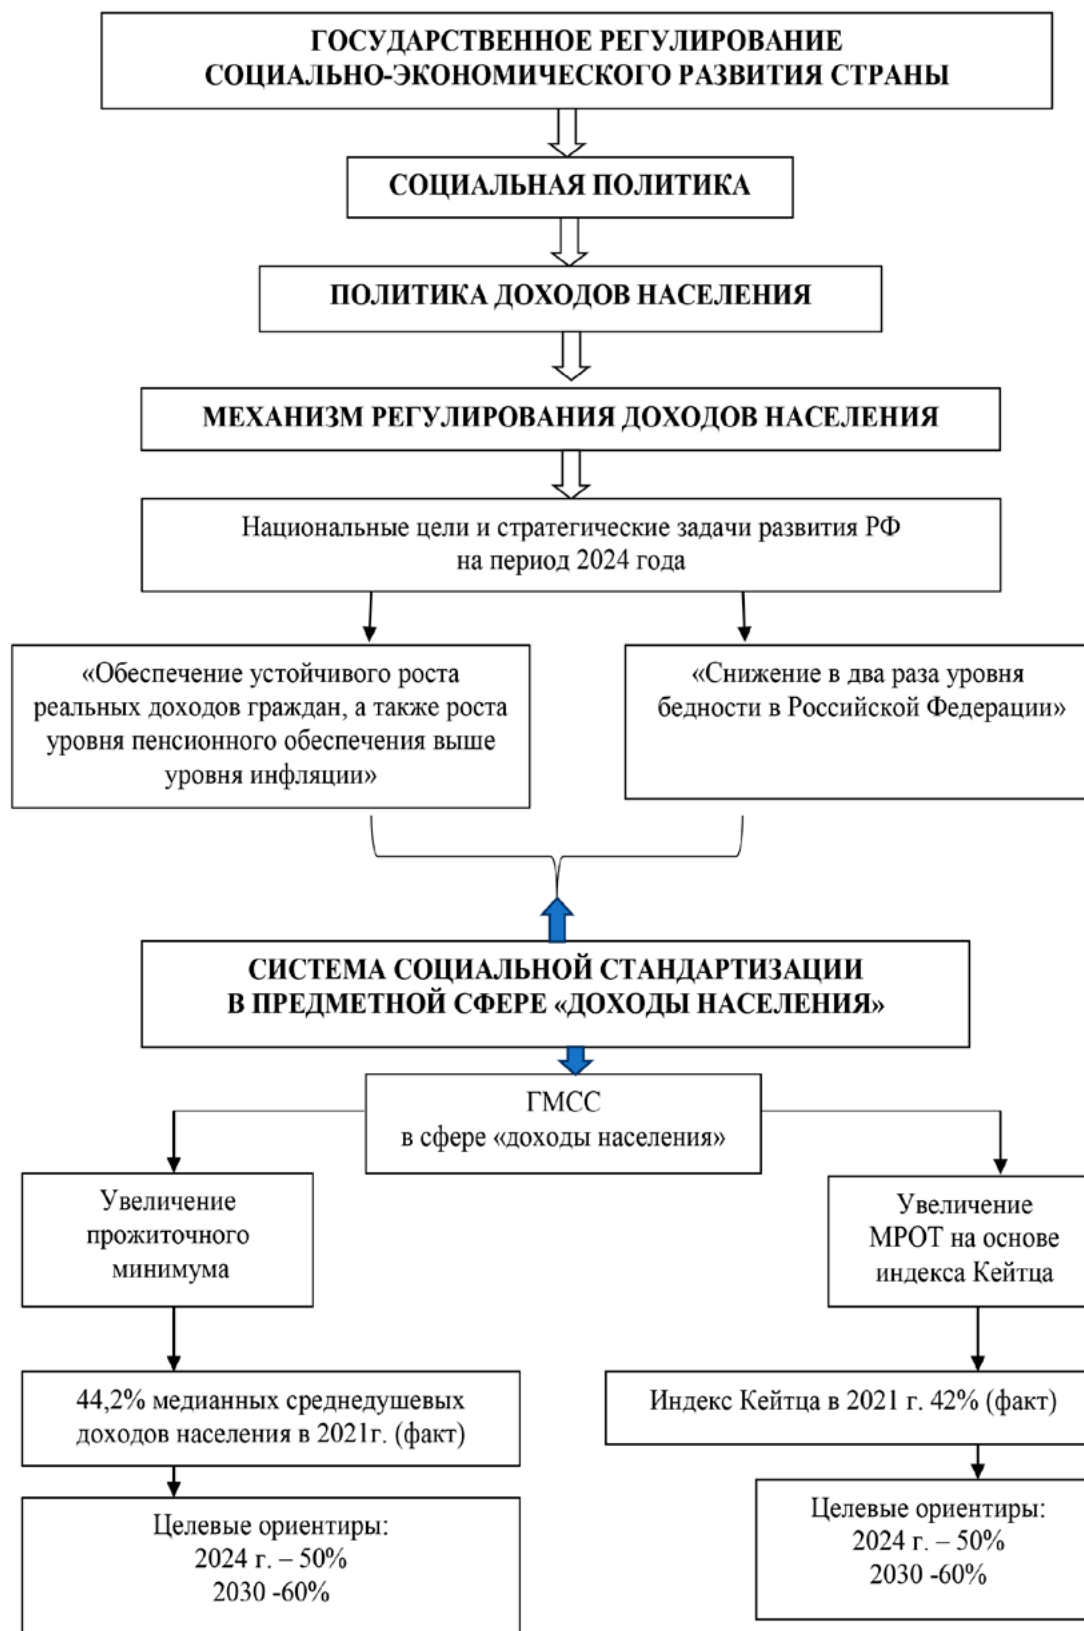 ГОСУДАРСТВЕННОЕ РЕГУЛИРОВАНИЕ
СОЦИАЛЬНО-ЭКОНОМИЧЕСКОГО РАЗВИТИЯ СТРАНЫ
СОЦИАЛЬНАЯ ПОЛИТИКА
ПОЛИТИКА ДОХОДОВ НАСЕЛЕНИЯ
МЕХАНИЗМ РЕГУЛИРОВАНИЯ ДОХОДОВ НАСЕЛЕНИЯ
Национальные цели и стратегические задачи развития РФ
на период 2024 года
«Обеспечение устойчивого роста
реальных доходов граждан, а также роста
уровня пенсионного обеспечения выше
уровня инфляции»
«Снижение в два раза уровня
бедности в Российской Федерации»
СИСТЕМА СОЦИАЛЬНОЙ СТАНДАРТИЗАЦИИ
В ПРЕДМЕТНОЙ СФЕРЕ «ДОХОДЫ НАСЕЛЕНИЯ»
ГМСС
в сфере «доходы населения»
Увеличение
прожиточного
минимума
Увеличение
МРОТ на основе
индекса Кейтца
44,2% медианных среднедушевых
доходов населения в 2021г. (факт)
Индекс Кейтца в 2021 г. 42% (факт)
Целевые ориентиры:
2024 г. – 50%
2030 -60%
Целевые ориентиры:
2024 г. – 50%
2030 -60%